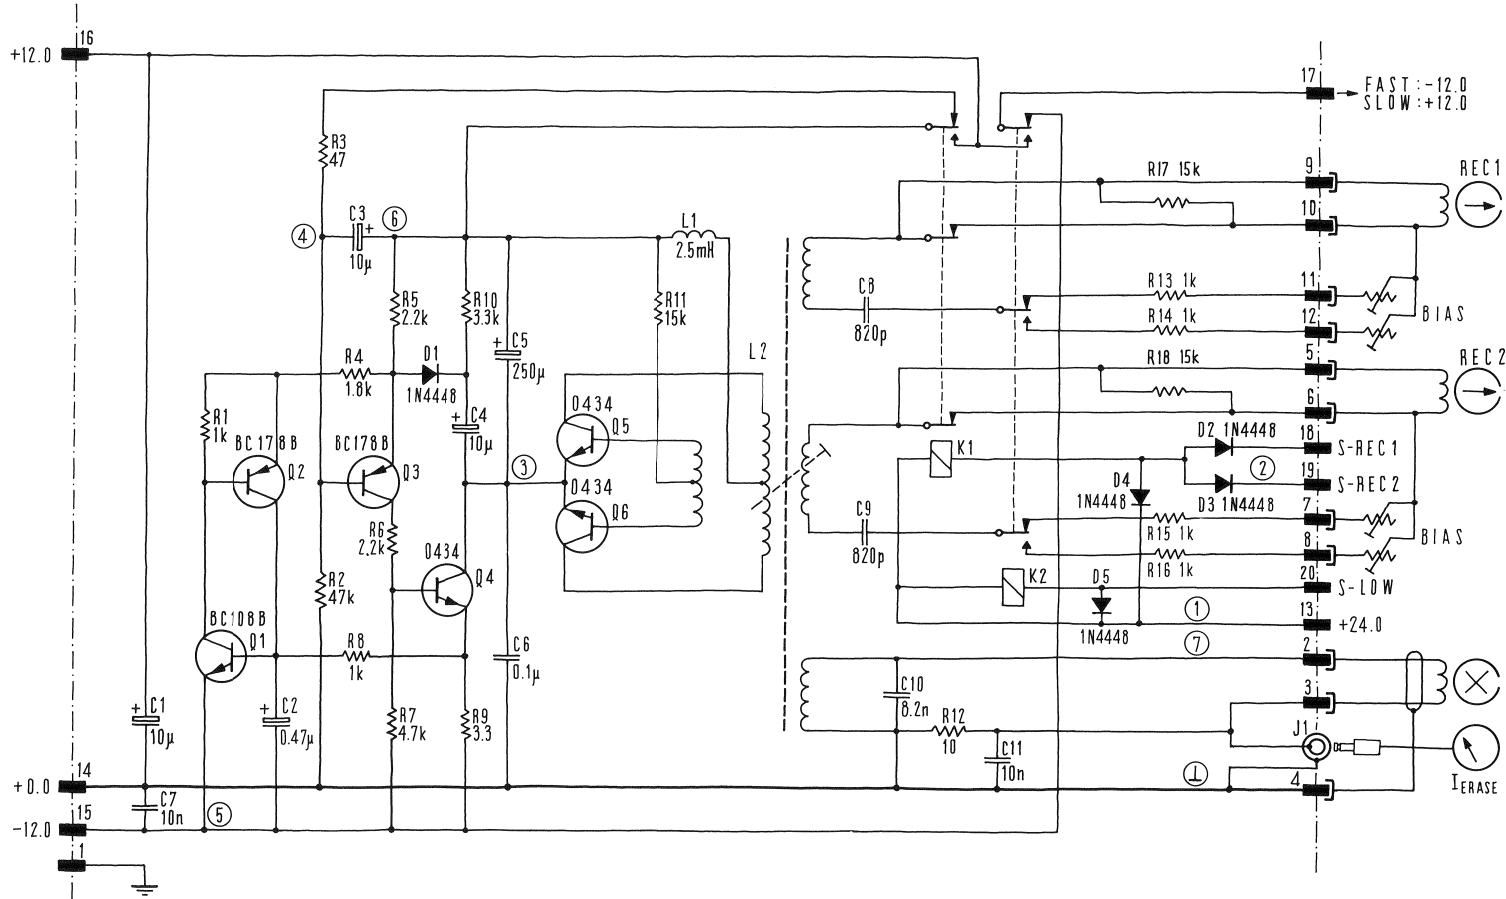 16
+12.0
17
FAST:-12.0
SLOW:+12.0
R3
47
9
REC1
R17 15k
10
C3
+
6
4
10μ
L1
2.5mH
R13 1k
11
C8
R5
2.2k
R10
3.3k
R11
15k
R14 1k
12
BIAS
820p
C5
+
250μ
L2
R18 15k
5
REC2
R4
1.8k
D1
1N4448
O434
6
R1
1k
C4
+
10μ
Q5
BC178B
BC178B
K1
D2 1N4448
18
S-REC1
Q2
Q3
3
O434
D4
1N4448
2
19
S-REC2
D3 1N4448
7
Q6
C9
R6
2.2k
R15 1k
8
BIAS
820p
O434
R16 1k
20
Q4
K2
D5
S-LOW
R2
47k
1
13
+24.0
BC108B
Q1
1N4448
7
2
R8
1k
C6
0.1μ
3
C10
8.2n
C1
+
10μ
C2
+
0.47μ
R7
4.7k
R9
3.3
R12
10
J1
C11
10n
14
+0.0
4
IERASE
C7
10n
15
5
-12.0
1